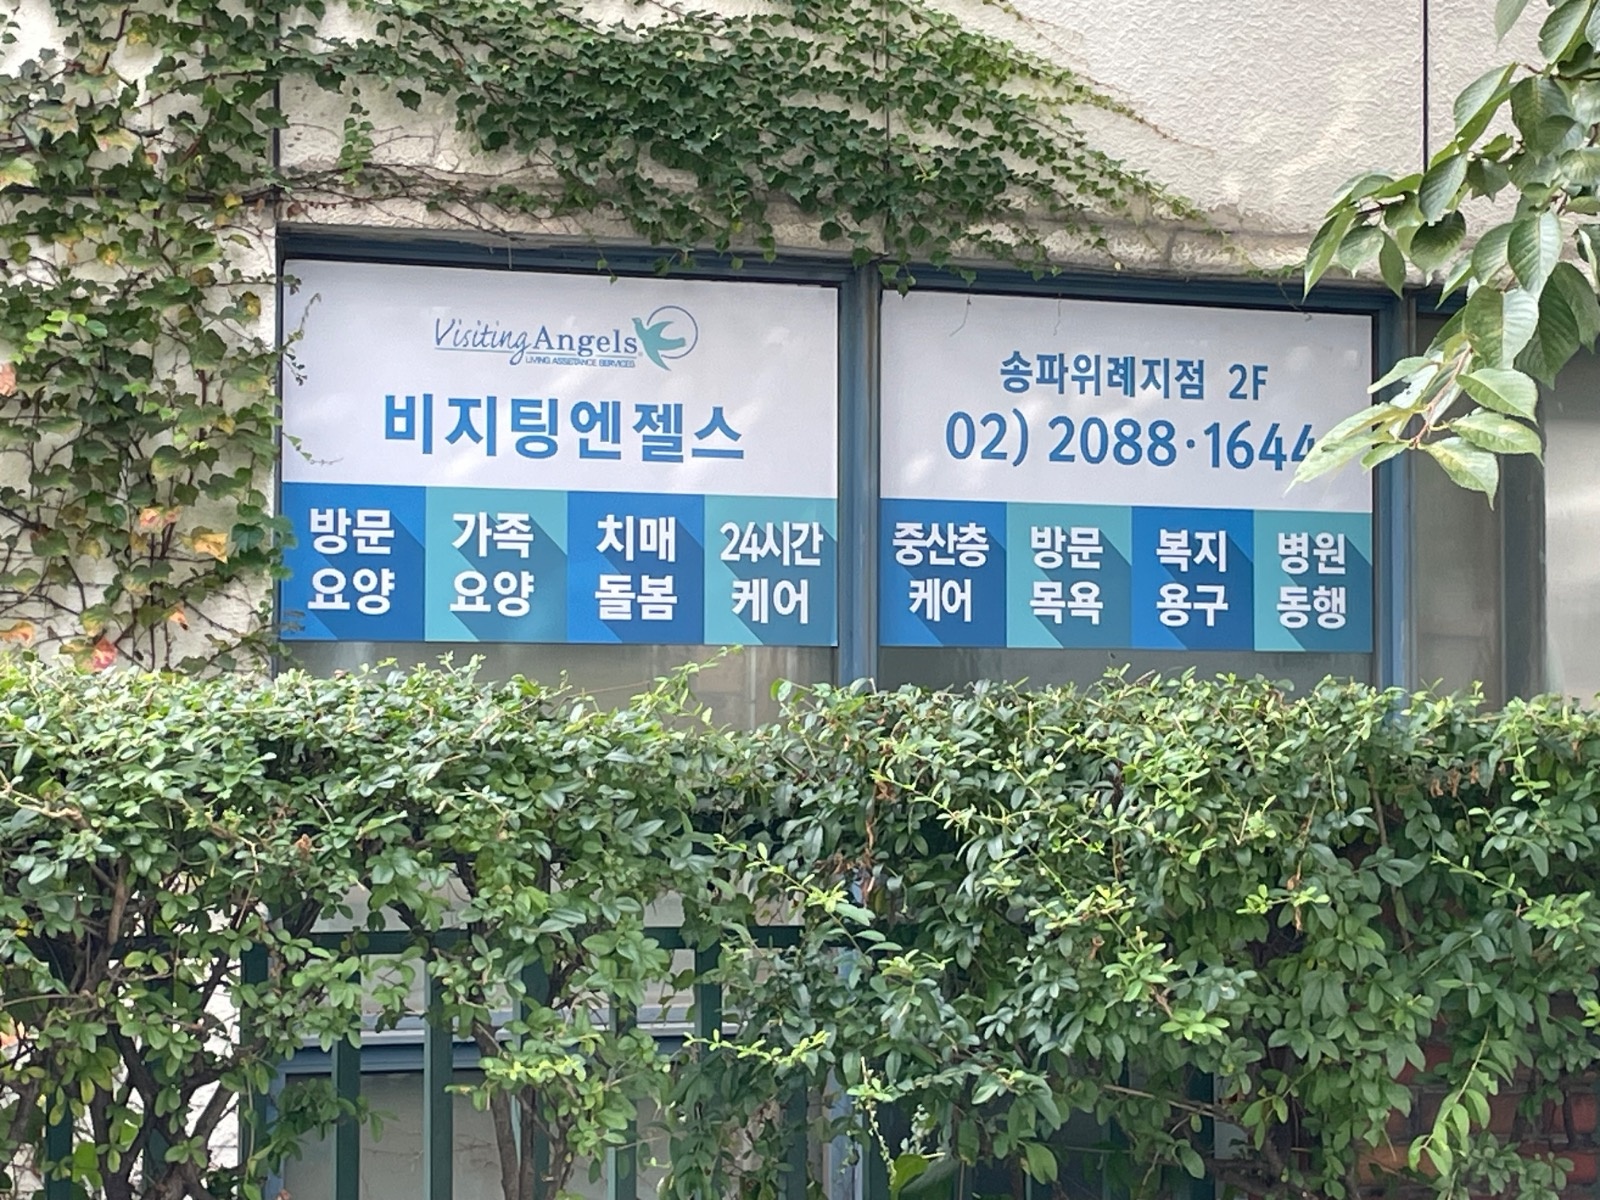 Visiting Angels
LIVING ASSISTANCE SERVICES
비지팅엔젤스
방문 요양
가족 요양
치매 돌봄
24시간 케어
송파위례지점 2F
02) 2088·1644
중산층 케어
방문 목욕
복지 용구
병원 동행